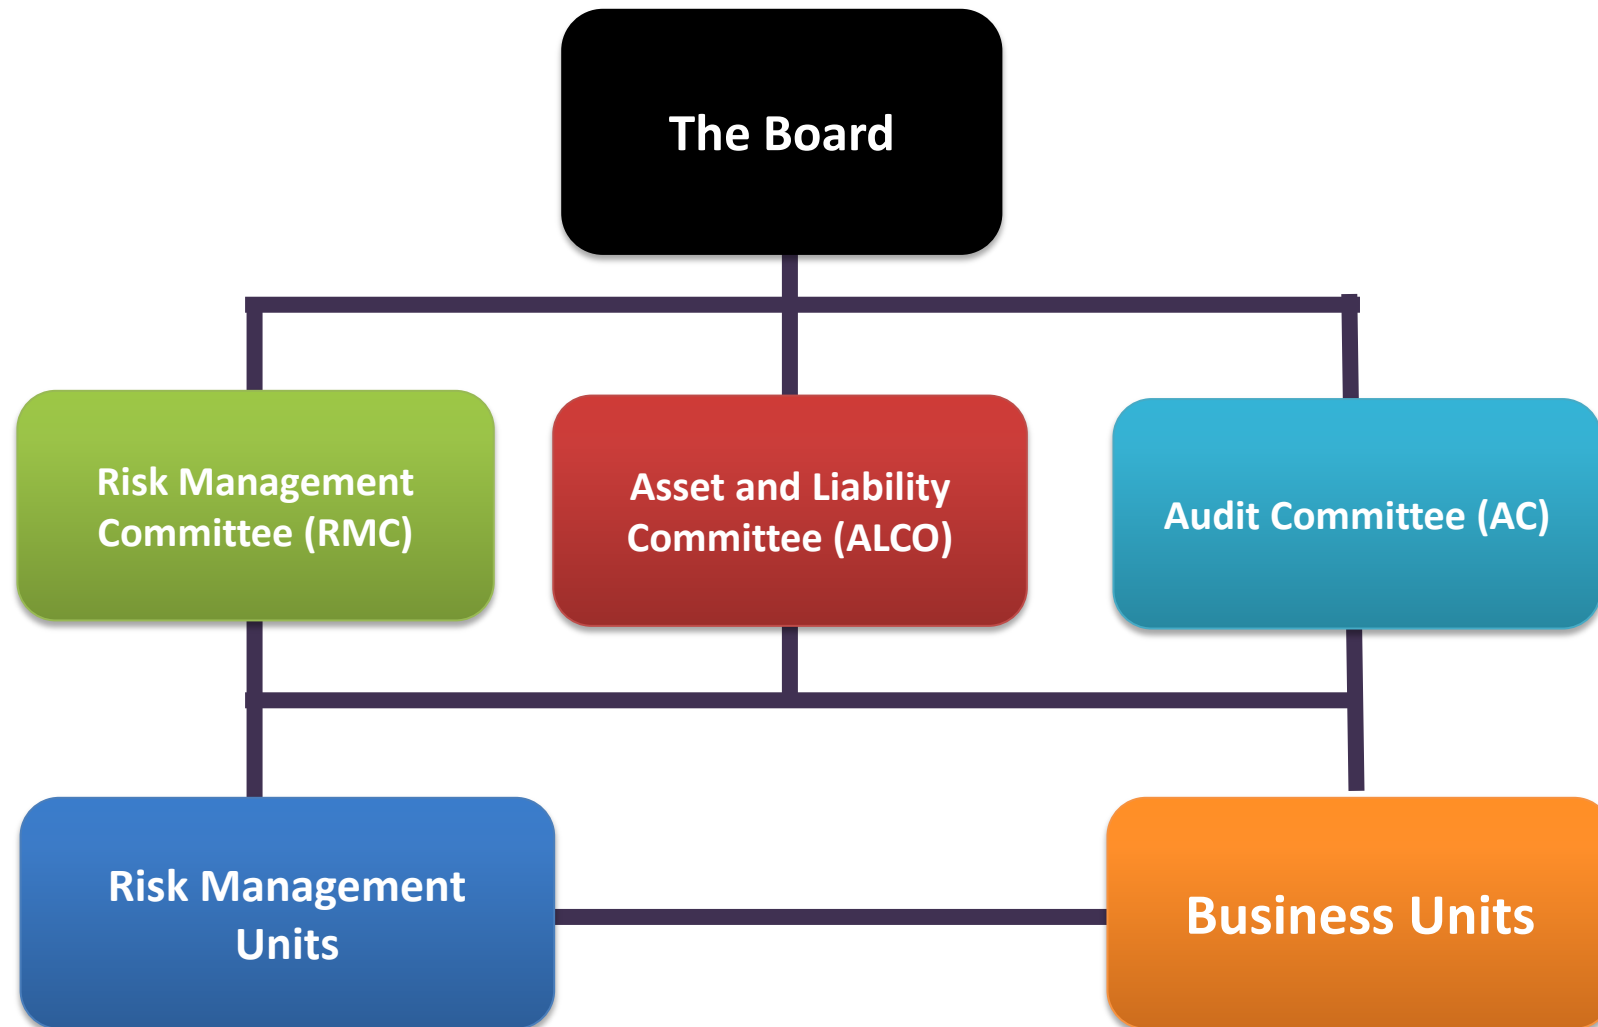 The Board
Risk Management
Committee (RMC)
Asset and Liability
Committee (ALCO)
Audit Committee (AC)
Risk Management
Units
Business Units